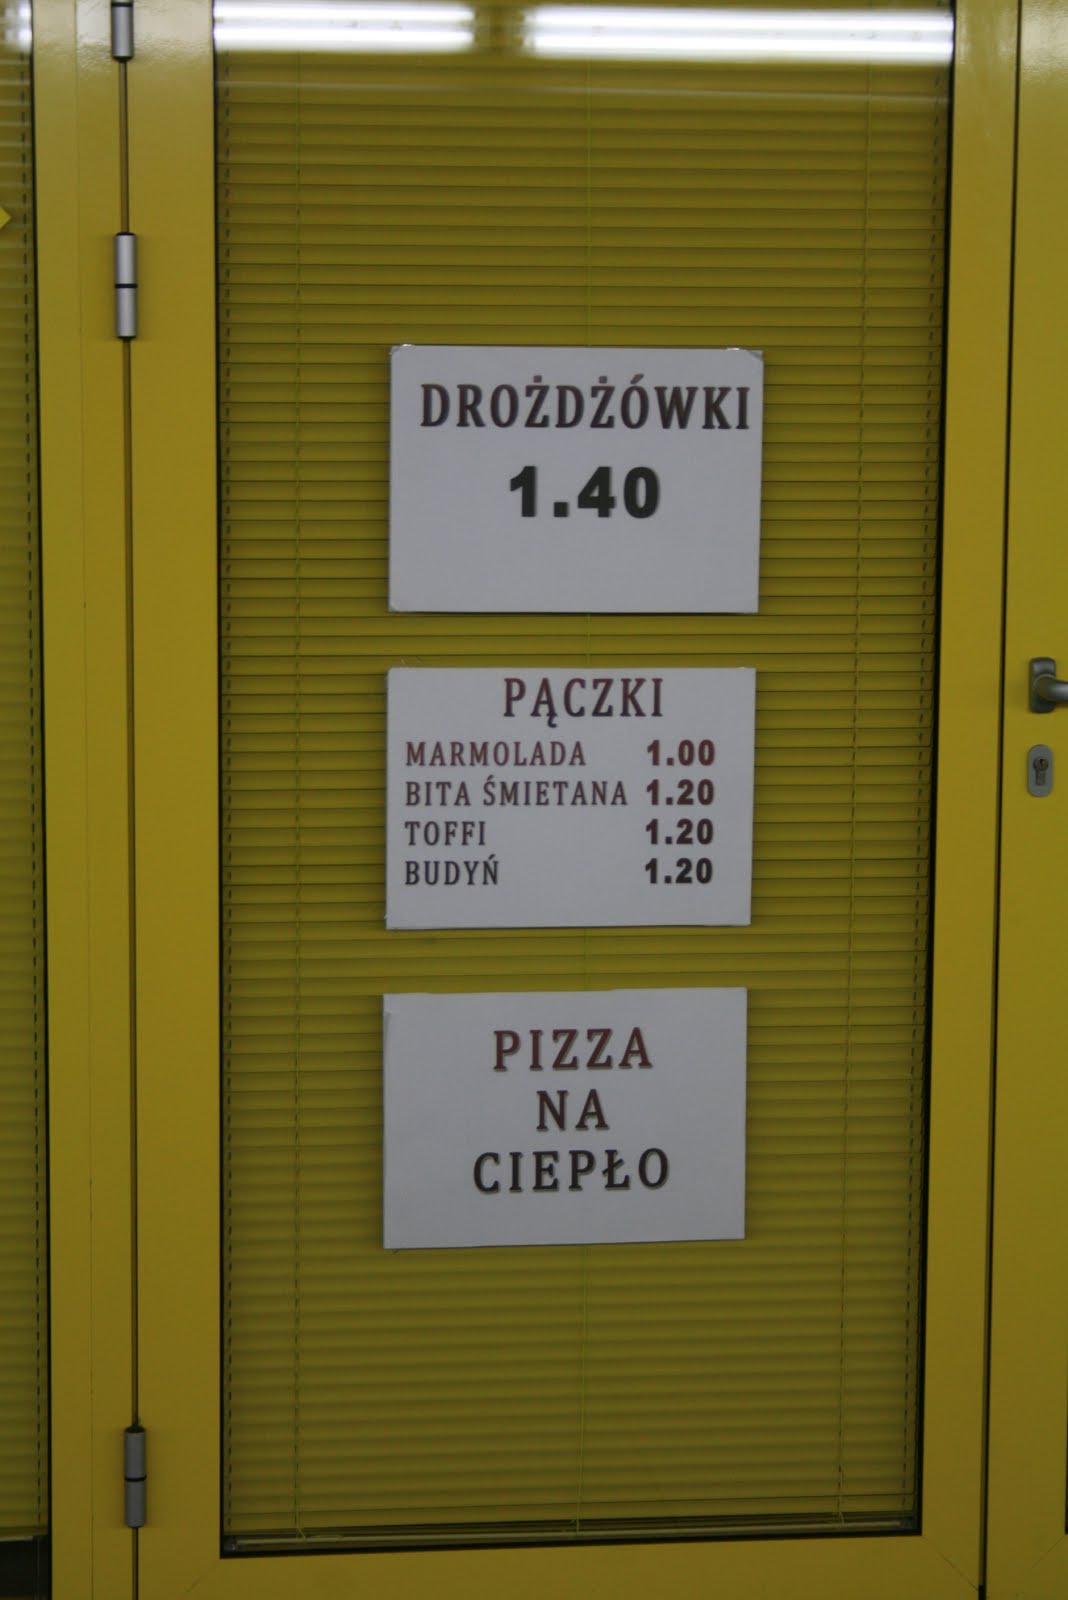 DROŻDŻÓWKI
1.40
PĄCZKI
MARMOLADA 1.00
BITA ŚMIETANA 1.20
TOFFI 1.20
BUDYŃ 1.20
PIZZA
NA
CIEPŁO